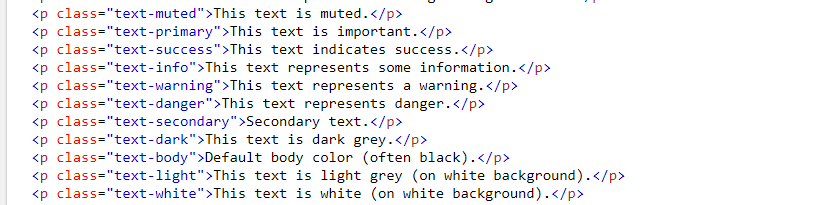 <p class="text-muted">This text is muted.</p>
<p class="text-primary">This text is important.</p>
<p class="text-success">This text indicates success.</p>
<p class="text-info">This text represents some information.</p>
<p class="text-warning">This text represents a warning.</p>
<p class="text-danger">This text represents danger.</p>
<p class="text-secondary">Secondary text.</p>
<p class="text-dark">This text is dark grey.</p>
<p class="text-body">Default body color (often black).</p>
<p class="text-light">This text is light grey (on white background).</p>
<p class="text-white">This text is white (on white background).</p>